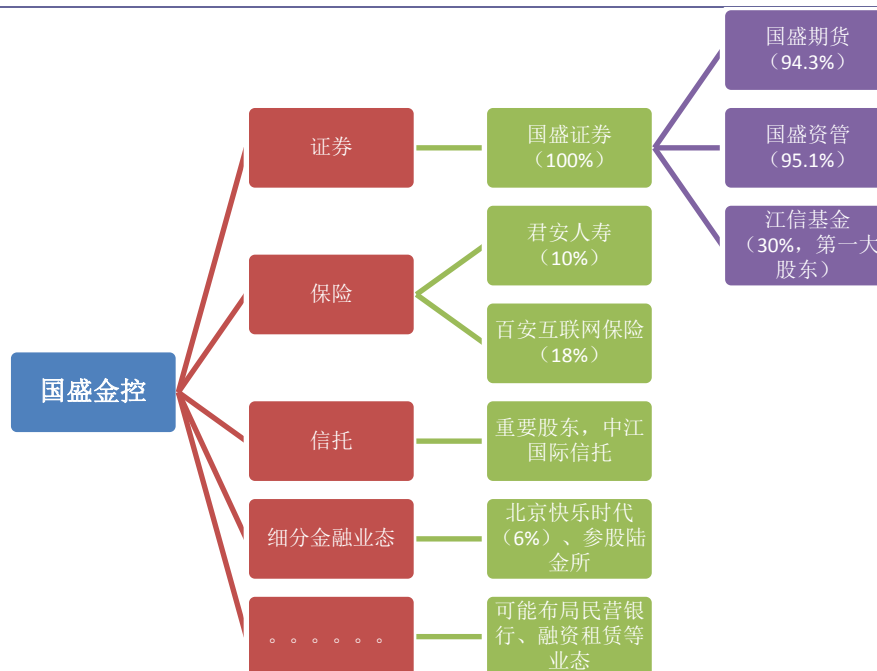 国盛金控
证券
保险
信托
细分金融业态
。。。。。。
国盛证券
（100%）
君安人寿
（10%）
百安互联网保险
（18%）
重要股东，中江
国际信托
北京快乐时代
（6%）、参股陆
金所
可能布局民营银
行、融资租赁等
业态
国盛期货
（94.3%）
国盛资管
（95.1%）
江信基金
（30%，第一大
股东）